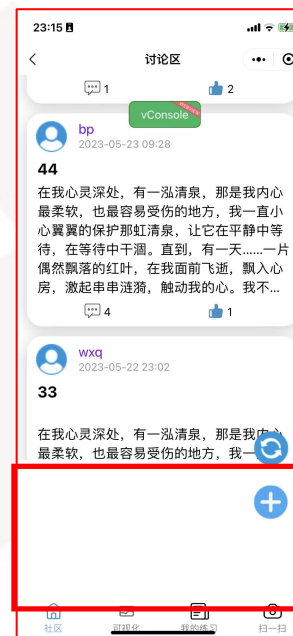 23:15
讨论区
1
2
vConsole
bp
2023-05-23 09:28
44
在我心灵深处，有一泓清泉，那是我内心
最柔软，也最容易受伤的地方，我一直小
心翼翼的保护那虹清泉，让它在平静中等
待，在等待中干涸。直到，有一天......一片
偶然飘落的红叶，在我面前飞逝，飘入心
房，激起串串涟漪，触动我的心。我不...
4
1
wxq
2023-05-22 23:02
33
在我心灵深处，有一泓清泉，那是我内心
最柔软，也最容易受伤的地方，我一
社区
可视化
我的练习
扫一扫